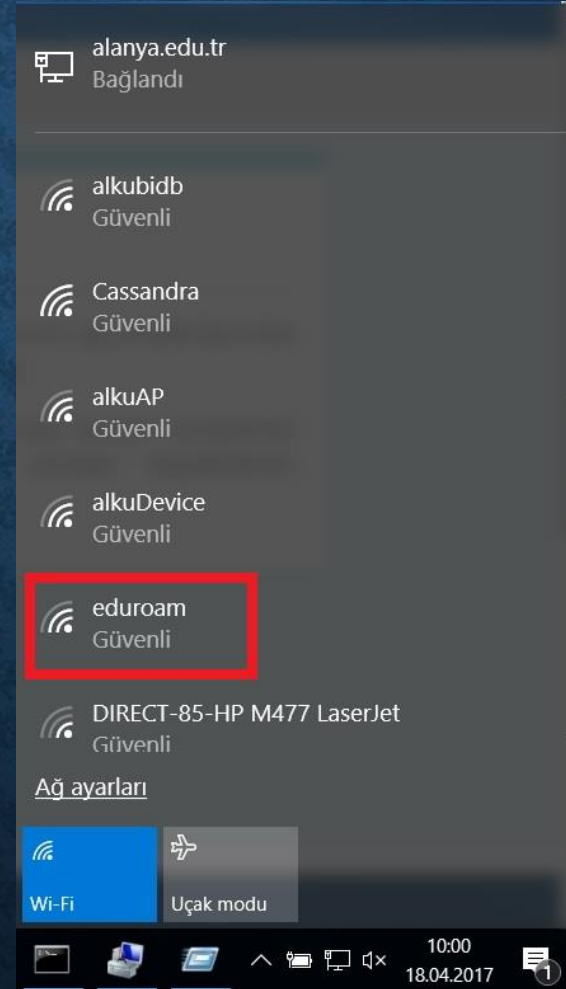 alanya.edu.tr
Bağlandı
alkubidb
Güvenli
Cassandra
Güvenli
alkuAP
Güvenli
alkuDevice
Güvenli
eduroam
Güvenli
DIRECT-85-HP M477 LaserJet
Güvenli
Ağ ayarları
Wi-Fi
Uçak modu
10:00
18.04.2017
1